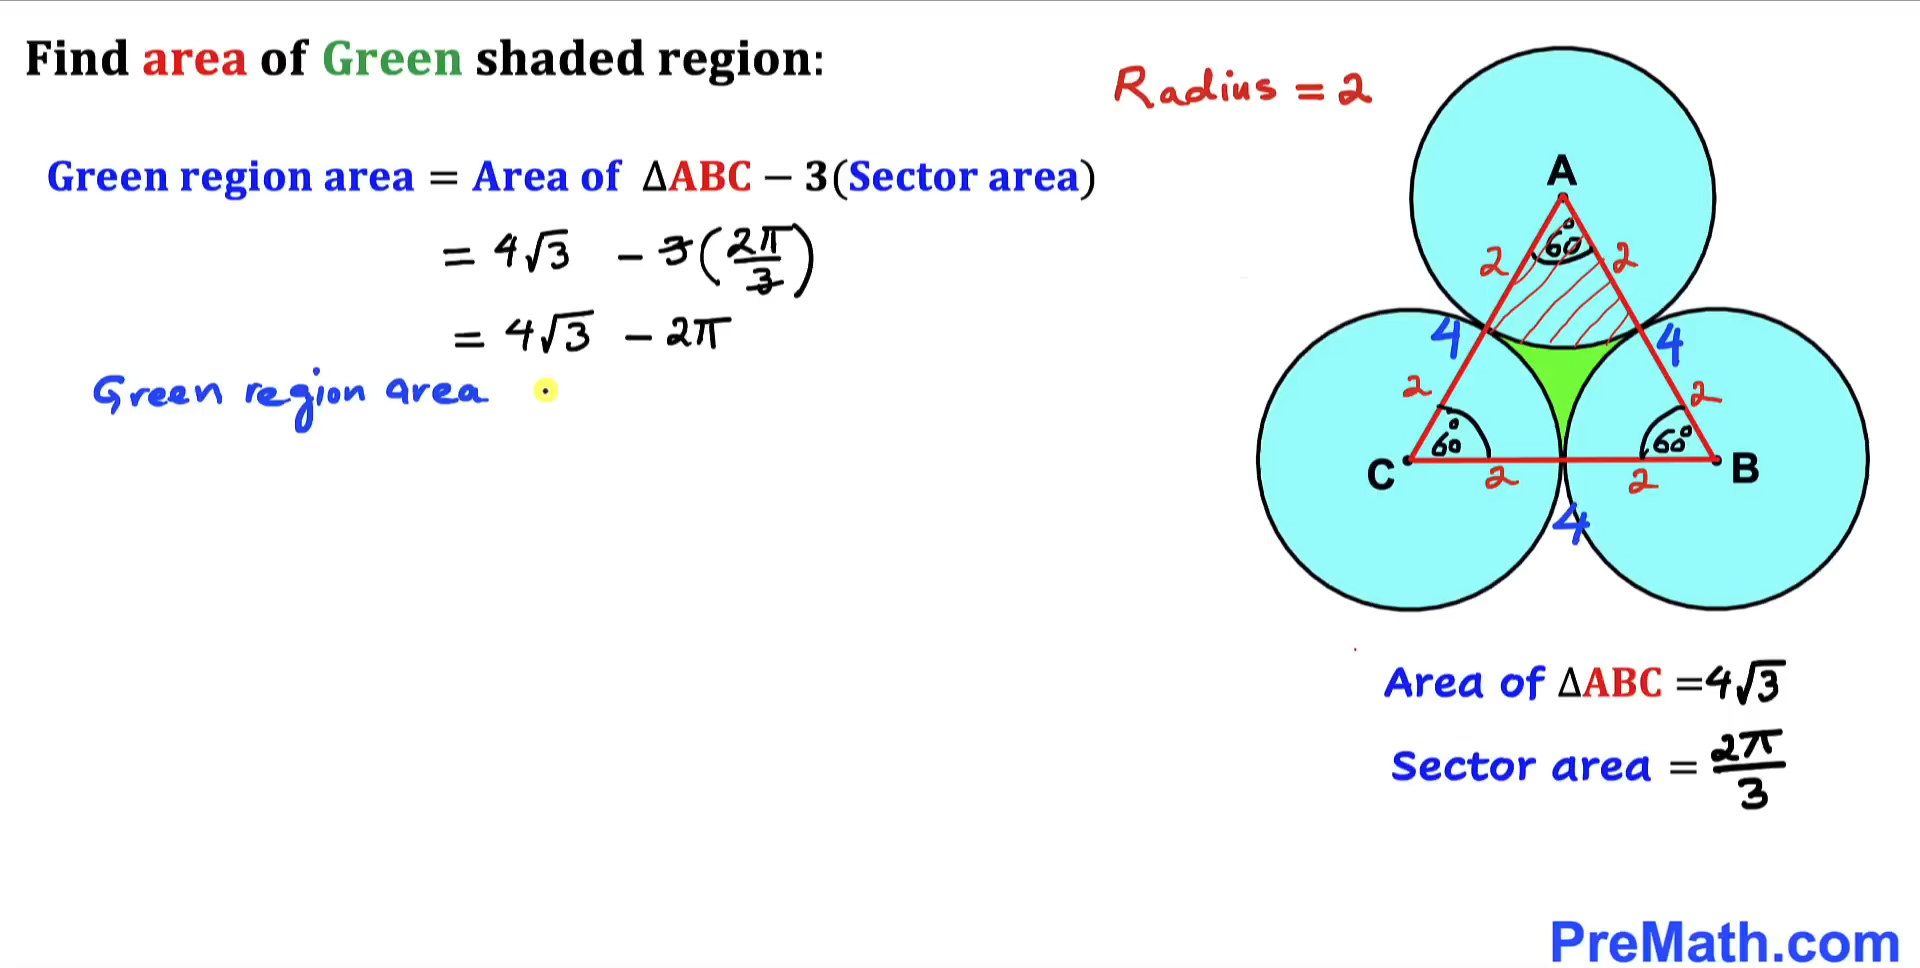 Find area of Green shaded region:
Radius = 2
Green region area = Area of ΔABC − 3(Sector area)
= 4√3 − 3(2π/3)
= 4√3 − 2π
Green region area
A
60°
2 2
4 4
2 2
60° 60°
C 2 2 B
4
Area of ΔABC = 4√3
Sector area = 2π/3
PreMath.com